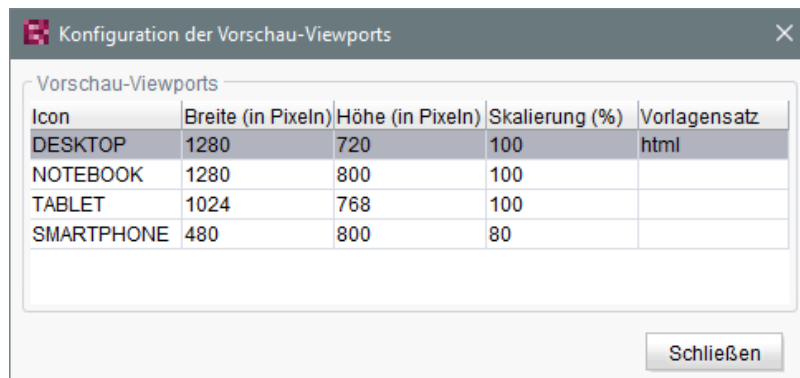 Konfiguration der Vorschau-Viewports
Vorschau-Viewports
Icon Breite (in Pixeln) Höhe (in Pixeln) Skalierung (%) Vorlagensatz
DESKTOP 1280 720 100 html
NOTEBOOK 1280 800 100
TABLET 1024 768 100
SMARTPHONE 480 800 80
Schließen